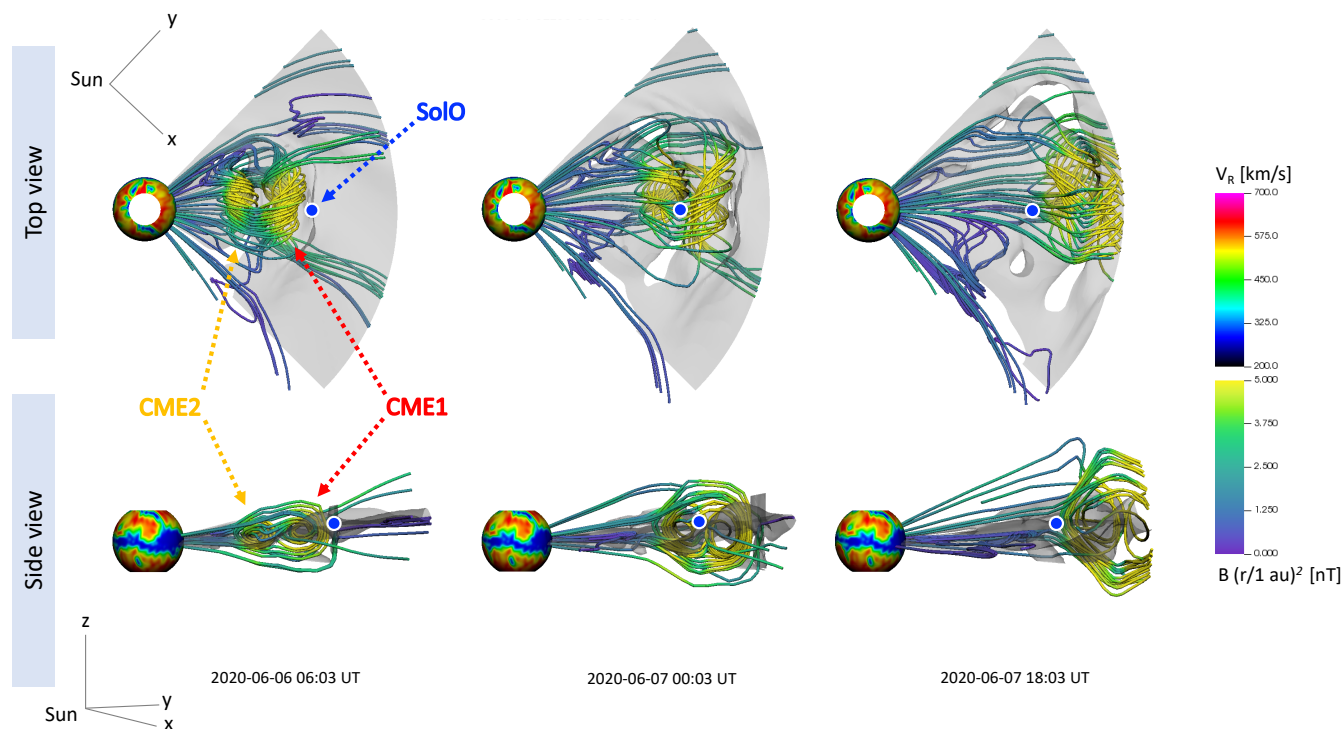 y
Sun
x
Top view
SolO
CME2
CME1
Side view
z
y
Sun
x
2020-06-06 06:03 UT
2020-06-07 00:03 UT
2020-06-07 18:03 UT
V_R [km/s]
700.0
575.0
450.0
325.0
200.0
5.000
3.750
2.500
1.250
0.000
B (r/1 au)² [nT]